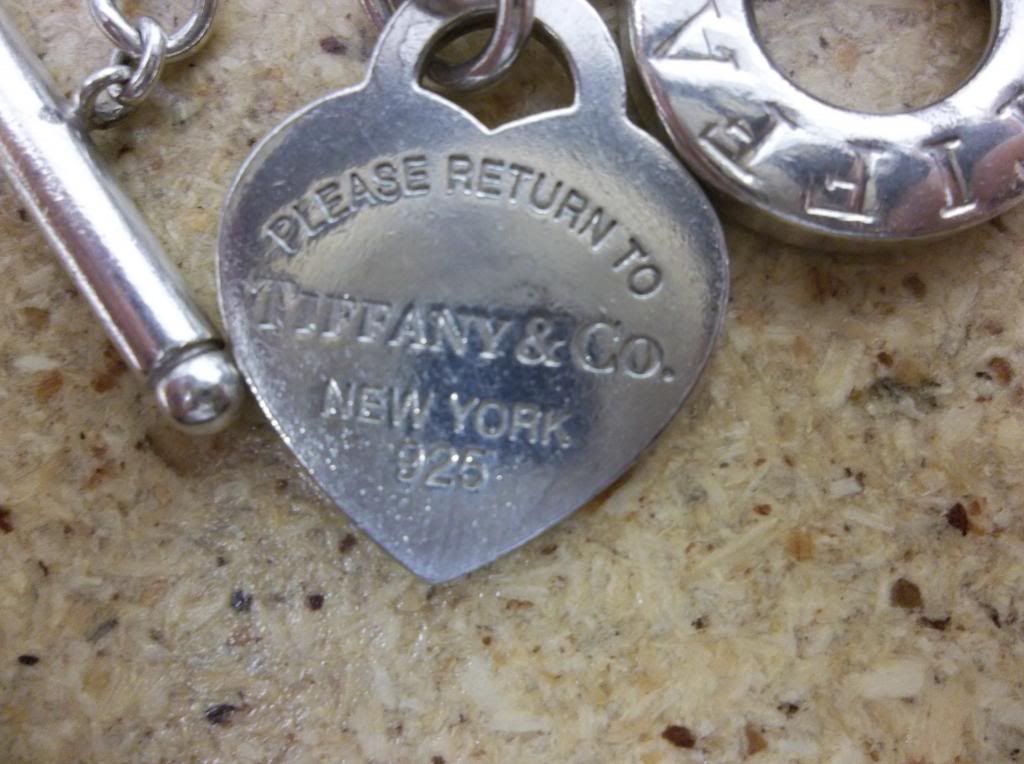 PLEASE RETURN TO
TIFFANY & CO.
NEW YORK
925